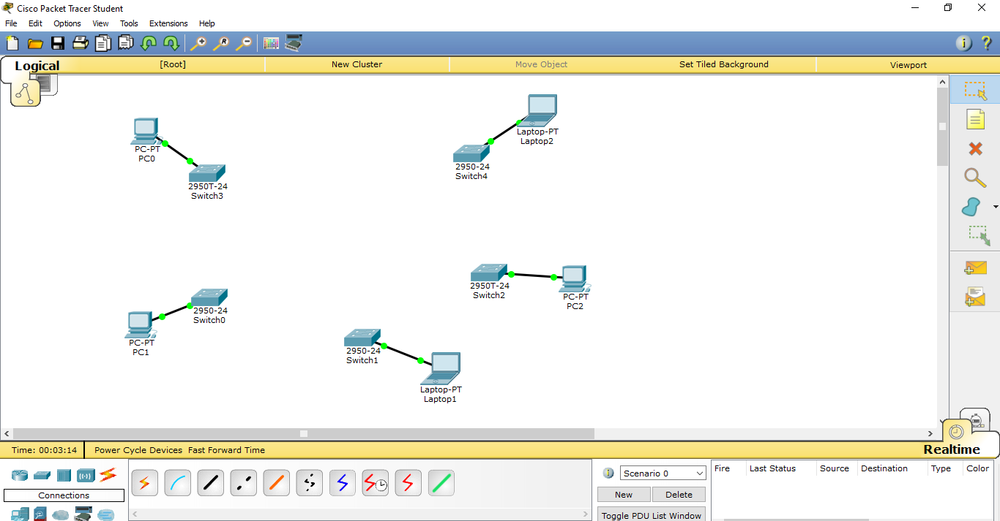 Cisco Packet Tracer Student
File Edit Options View Tools Extensions Help
Logical [Root] New Cluster Move Object Set Tiled Background Viewport
PC-PT
PC0
2950T-24
Switch3
Laptop-PT
Laptop2
2950-24
Switch4
2950T-24
Switch2
PC-PT
PC2
2950-24
Switch0
PC-PT
PC1
2950-24
Switch1
Laptop-PT
Laptop1
Time: 00:03:14 Power Cycle Devices Fast Forward Time Realtime
Connections
Scenario 0
New Delete
Toggle PDU List Window
Fire Last Status Source Destination Type Color